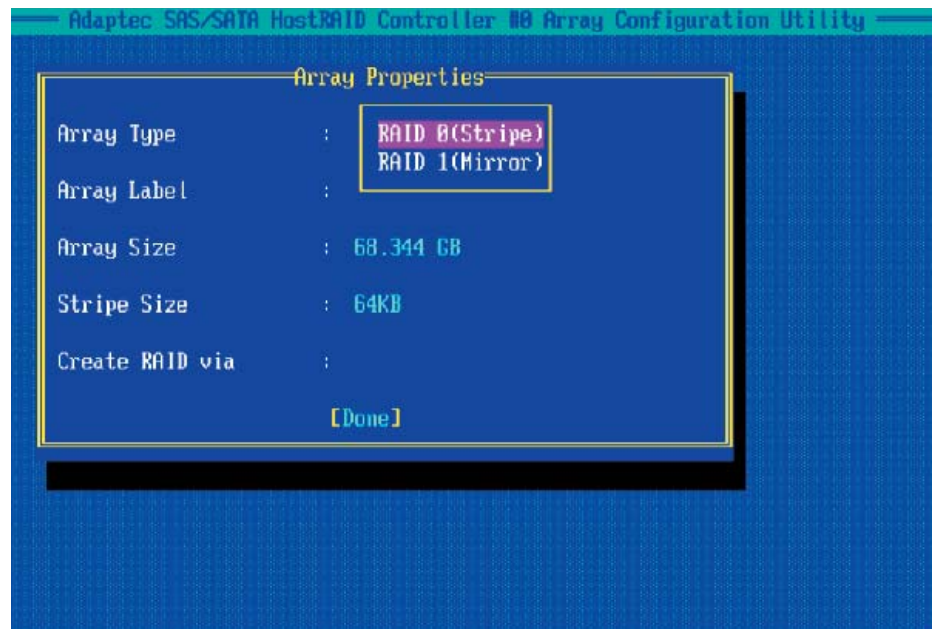 Adaptec SAS/SATA HostRAID Controller #0 Array Configuration Utility
Array Properties
Array Type : RAID 0(Stripe)
RAID 1(Mirror)
Array Label :
Array Size : 68.344 GB
Stripe Size : 64KB
Create RAID via :
[Done]